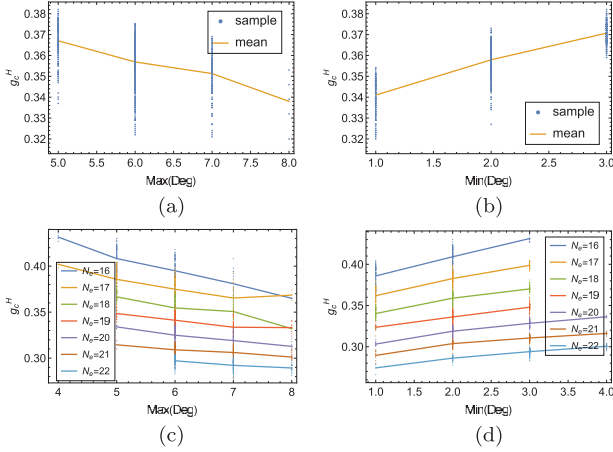 0.38
0.37
0.36
0.35
0.34
0.33
0.32
g_c^H
sample
mean
5.0 5.5 6.0 6.5 7.0 7.5 8.0
Max(Deg)
(a)
0.38
0.37
0.36
0.35
0.34
0.33
0.32
g_c^H
sample
mean
1.0 1.5 2.0 2.5 3.0
Min(Deg)
(b)
0.40
0.35
0.30
g_c^H
N_e=16
N_e=17
N_e=18
N_e=19
N_e=20
N_e=21
N_e=22
4 5 6 7 8
Max(Deg)
(c)
0.40
0.35
0.30
g_c^H
N_e=16
N_e=17
N_e=18
N_e=19
N_e=20
N_e=21
N_e=22
1.0 1.5 2.0 2.5 3.0 3.5 4.0
Min(Deg)
(d)